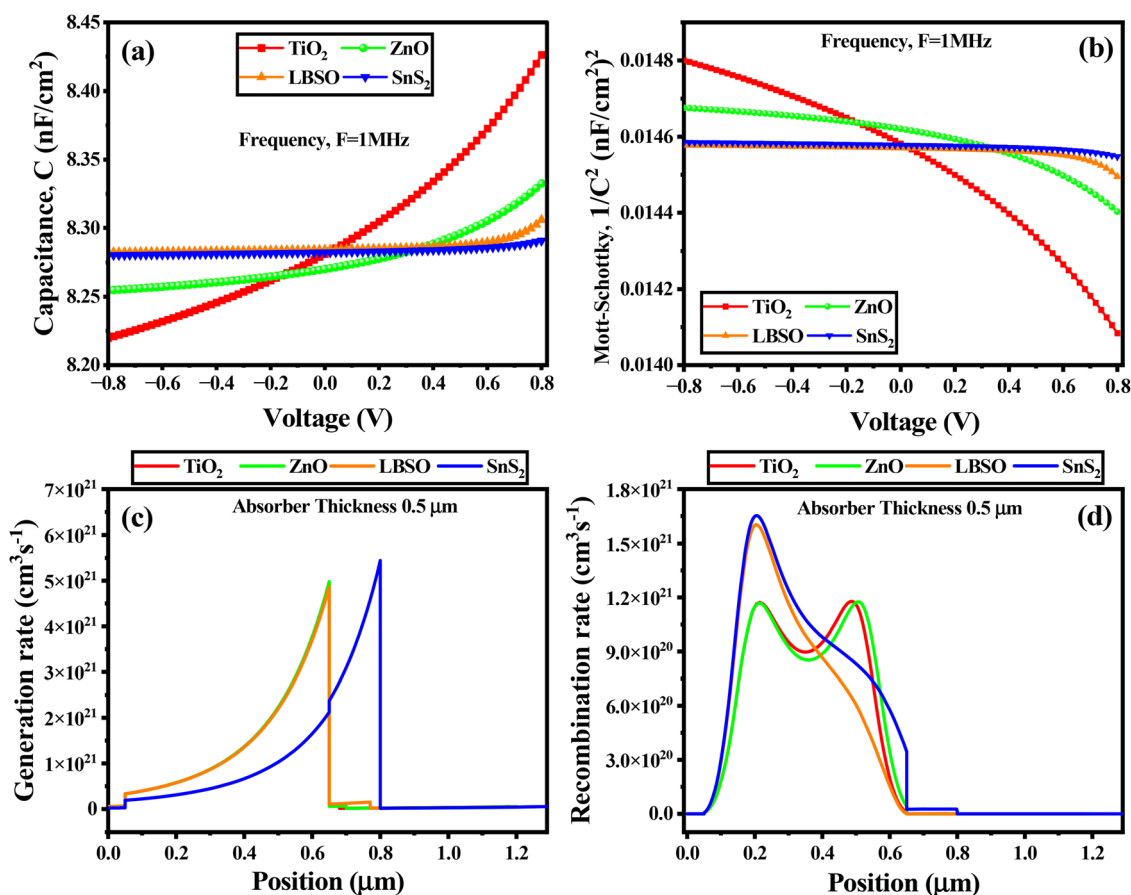 (a)
TiO₂ ZnO
LBSO SnS₂
Frequency, F=1MHz
Capacitance, C (nF/cm²)
8.45
8.40
8.35
8.30
8.25
8.20
−0.8 −0.6 −0.4 −0.2 0.0 0.2 0.4 0.6 0.8
Voltage (V)
(b)
Frequency, F=1MHz
Mott-Schottky, 1/C² (nF/cm²)²
0.0148
0.0146
0.0144
0.0142
0.0140
TiO₂ ZnO
LBSO SnS₂
−0.8 −0.6 −0.4 −0.2 0.0 0.2 0.4 0.6 0.8
Voltage (V)
TiO₂ ZnO LBSO SnS₂
(c)
Absorber Thickness 0.5 μm
Generation rate (cm³s⁻¹)
7×10²¹
6×10²¹
5×10²¹
4×10²¹
3×10²¹
2×10²¹
1×10²¹
0
0.0 0.2 0.4 0.6 0.8 1.0 1.2
Position (μm)
TiO₂ ZnO LBSO SnS₂
(d)
Absorber Thickness 0.5 μm
Recombination rate (cm³s⁻¹)
1.8×10²¹
1.5×10²¹
1.2×10²¹
9.0×10²⁰
6.0×10²⁰
3.0×10²⁰
0.0
0.0 0.2 0.4 0.6 0.8 1.0 1.2
Position (μm)